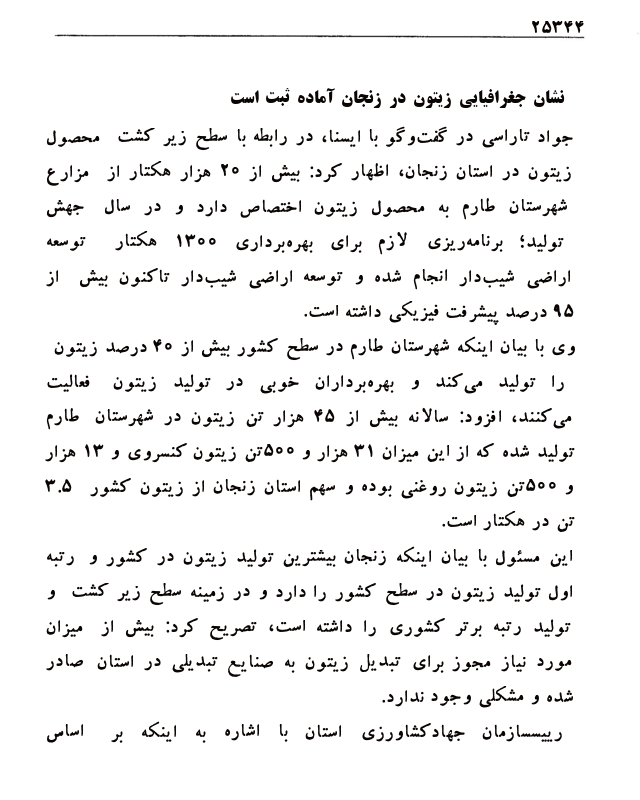 ۲۵۳۴۴
نشان جغرافیایی زیتون در زنجان آماده ثبت است
جواد تاراسی در گفت‌وگو با ایسنا، در رابطه با سطح زیر کشت محصول
زیتون در استان زنجان، اظهار کرد: بیش از ۲۰ هزار هکتار از مزارع
شهرستان طارم به محصول زیتون اختصاص دارد و در سال جهش
تولید؛ برنامه‌ریزی لازم برای بهره‌برداری ۱۳۰۰ هکتار توسعه
اراضی شیب‌دار انجام شده و توسعه اراضی شیب‌دار تاکنون بیش از
۹۵ درصد پیشرفت فیزیکی داشته است.
وی با بیان اینکه شهرستان طارم در سطح کشور بیش از ۴۰ درصد زیتون
را تولید می‌کند و بهره‌برداران خوبی در تولید زیتون فعالیت
می‌کنند، افزود: سالانه بیش از ۴۵ هزار تن زیتون در شهرستان طارم
تولید شده که از این میزان ۳۱ هزار و ۵۰۰تن زیتون کنسروی و ۱۳ هزار
و ۵۰۰تن زیتون روغنی بوده و سهم استان زنجان از زیتون کشور ۳.۵
تن در هکتار است.
این مسئول با بیان اینکه زنجان بیشترین تولید زیتون در کشور و رتبه
اول تولید زیتون در سطح کشور را دارد و در زمینه سطح زیر کشت و
تولید رتبه برتر کشوری را داشته است، تصریح کرد: بیش از میزان
مورد نیاز مجوز برای تبدیل زیتون به صنایع تبدیلی در استان صادر
شده و مشکلی وجود ندارد.
رییسسازمان جهادکشاورزی استان با اشاره به اینکه بر اساس